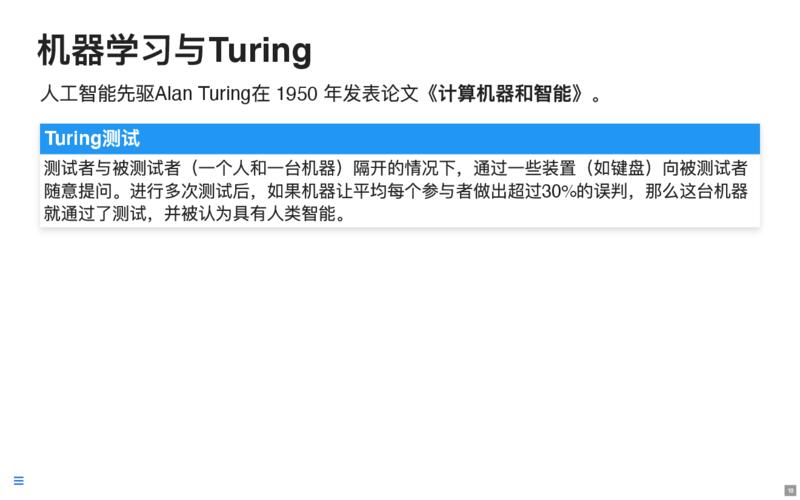 机器学习与Turing
人工智能先驱Alan Turing在 1950 年发表论文《计算机器和智能》。
Turing测试
测试者与被测试者（一个人和一台机器）隔开的情况下，通过一些装置（如键盘）向被测试者
随意提问。进行多次测试后，如果机器让平均每个参与者做出超过30%的误判，那么这台机器
就通过了测试，并被认为具有人类智能。